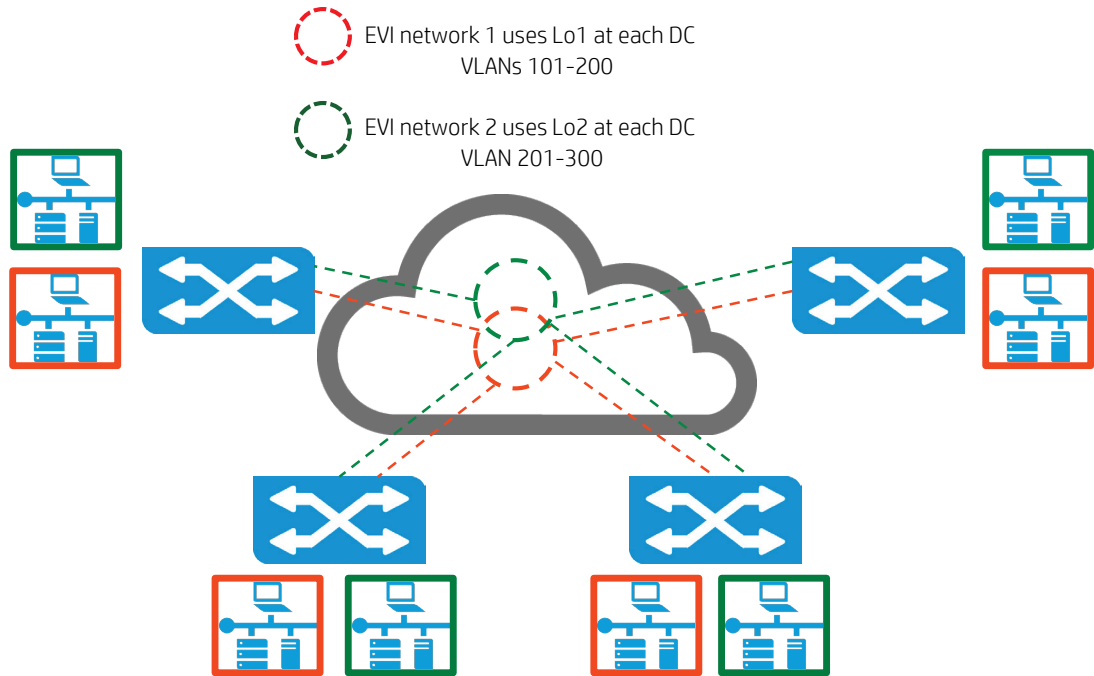 EVI network 1 uses Lo1 at each DC
VLANs 101-200
EVI network 2 uses Lo2 at each DC
VLAN 201-300